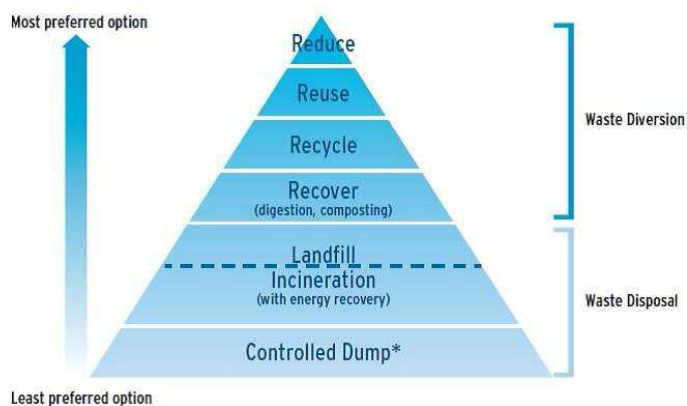 Most preferred option
Reduce
Reuse
Waste Diversion
Recycle
Recover
(digestion, composting)
Landfill
Incineration
(with energy recovery)
Waste Disposal
Controlled Dump*
Least preferred option